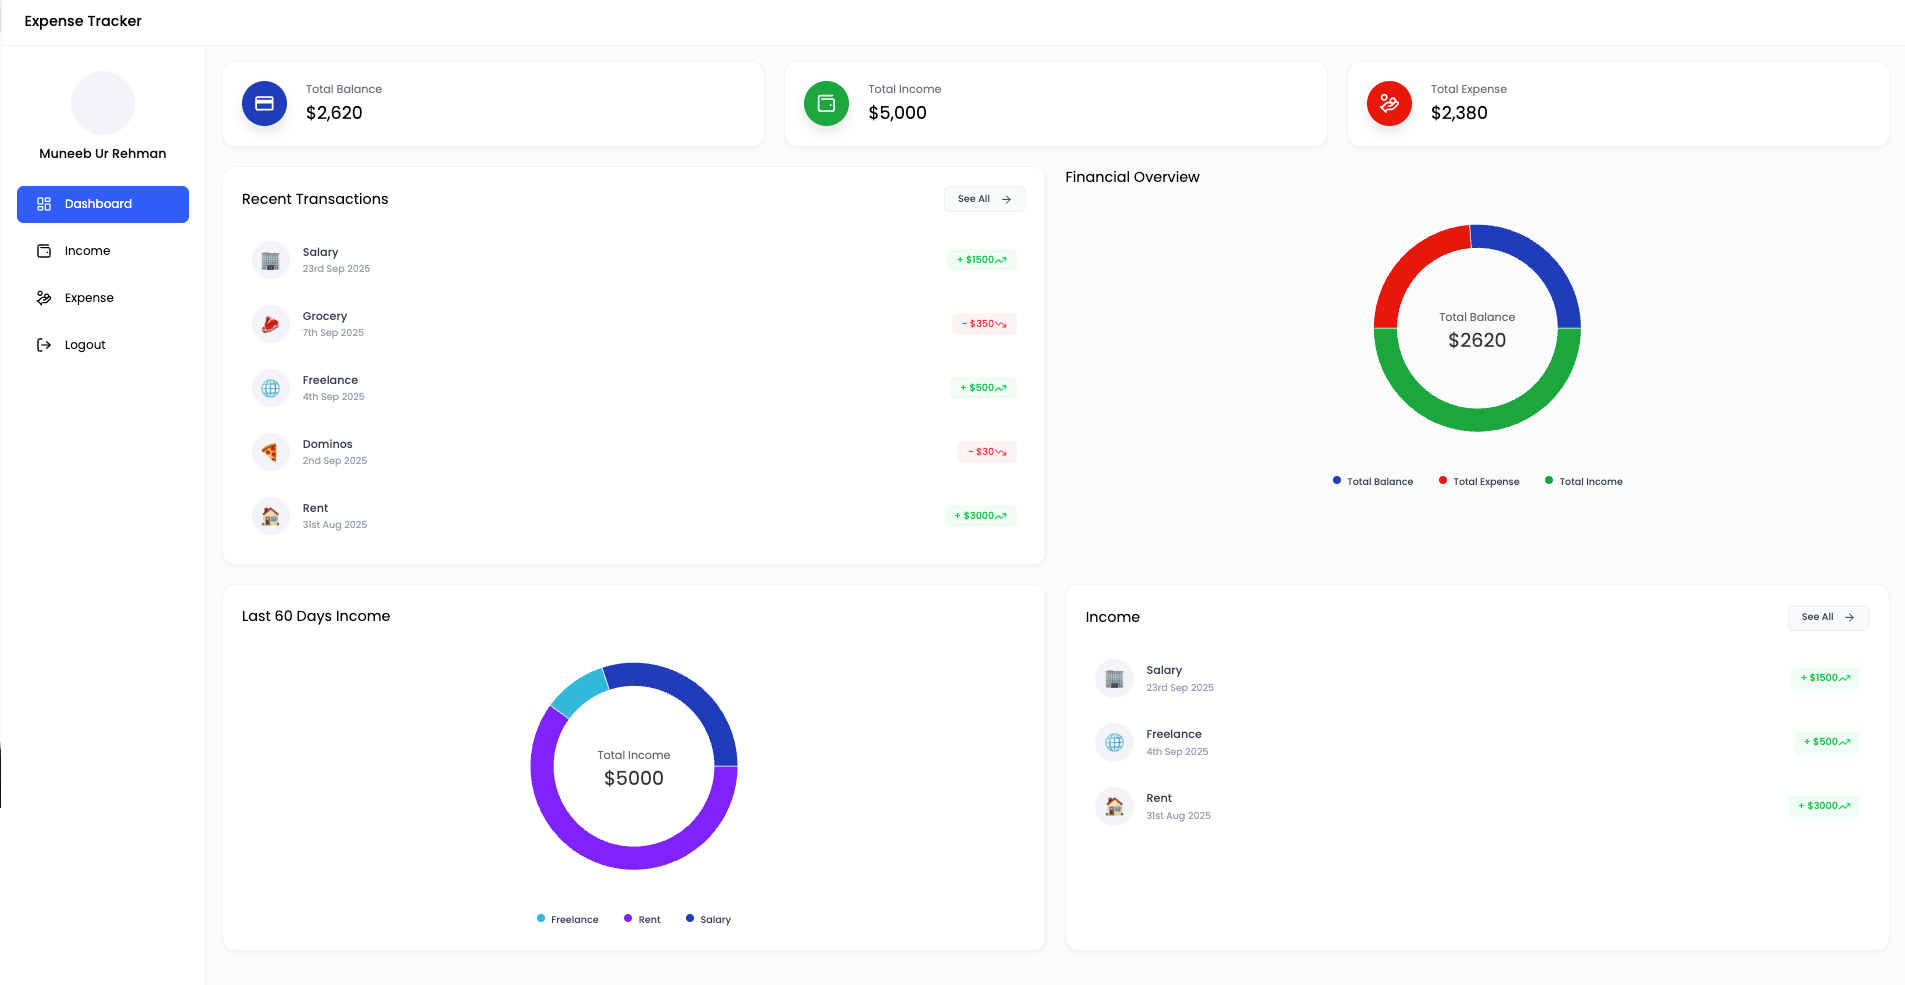 Expense Tracker
Muneeb Ur Rehman
Dashboard
Income
Expense
Logout
Total Balance
$2,620
Total Income
$5,000
Total Expense
$2,380
Recent Transactions
See All
Salary
23rd Sep 2025
+ $1500
Grocery
7th Sep 2025
- $350
Freelance
4th Sep 2025
+ $500
Dominos
2nd Sep 2025
- $30
Rent
31st Aug 2025
+ $3000
Financial Overview
Total Balance
$2620
Total Balance
Total Expense
Total Income
Last 60 Days Income
Total Income
$5000
Freelance
Rent
Salary
Income
See All
Salary
23rd Sep 2025
+ $1500
Freelance
4th Sep 2025
+ $500
Rent
31st Aug 2025
+ $3000